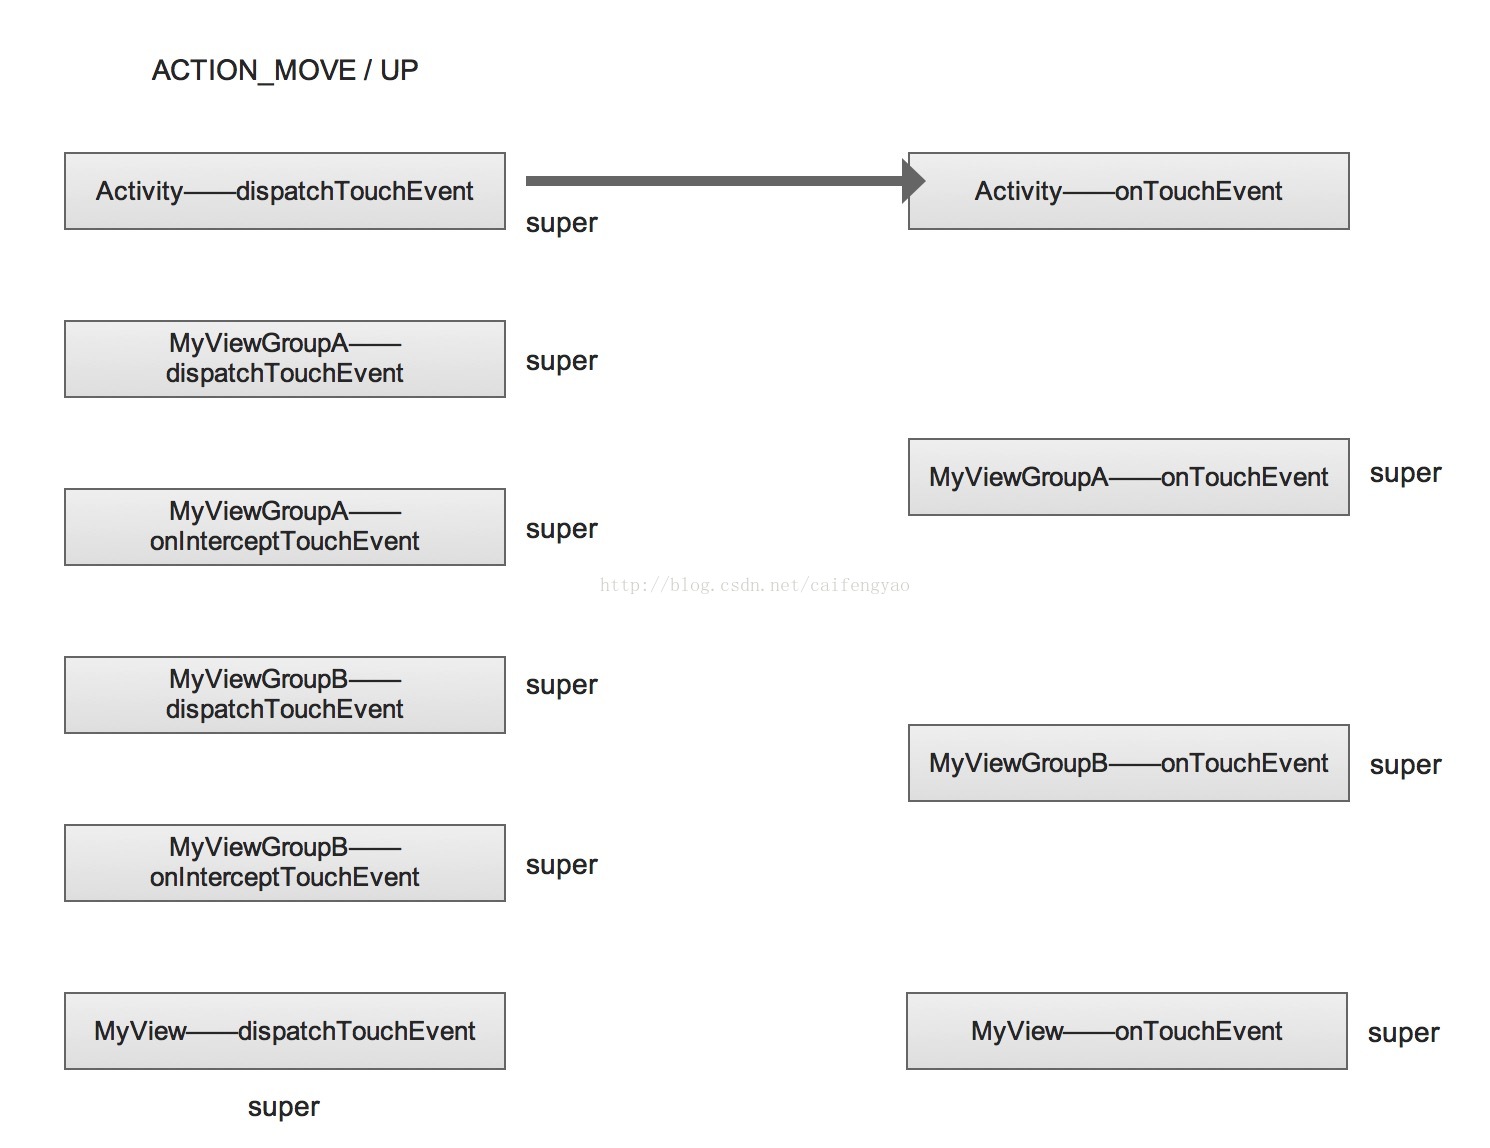 ACTION_MOVE / UP
Activity——dispatchTouchEvent
super
Activity——onTouchEvent
MyViewGroupA——
dispatchTouchEvent
super
MyViewGroupA——onTouchEvent
super
MyViewGroupA——
onInterceptTouchEvent
super
http://blog.csdn.net/caifengyao
MyViewGroupB——
dispatchTouchEvent
super
MyViewGroupB——onTouchEvent
super
MyViewGroupB——
onInterceptTouchEvent
super
MyView——dispatchTouchEvent
super
MyView——onTouchEvent
super